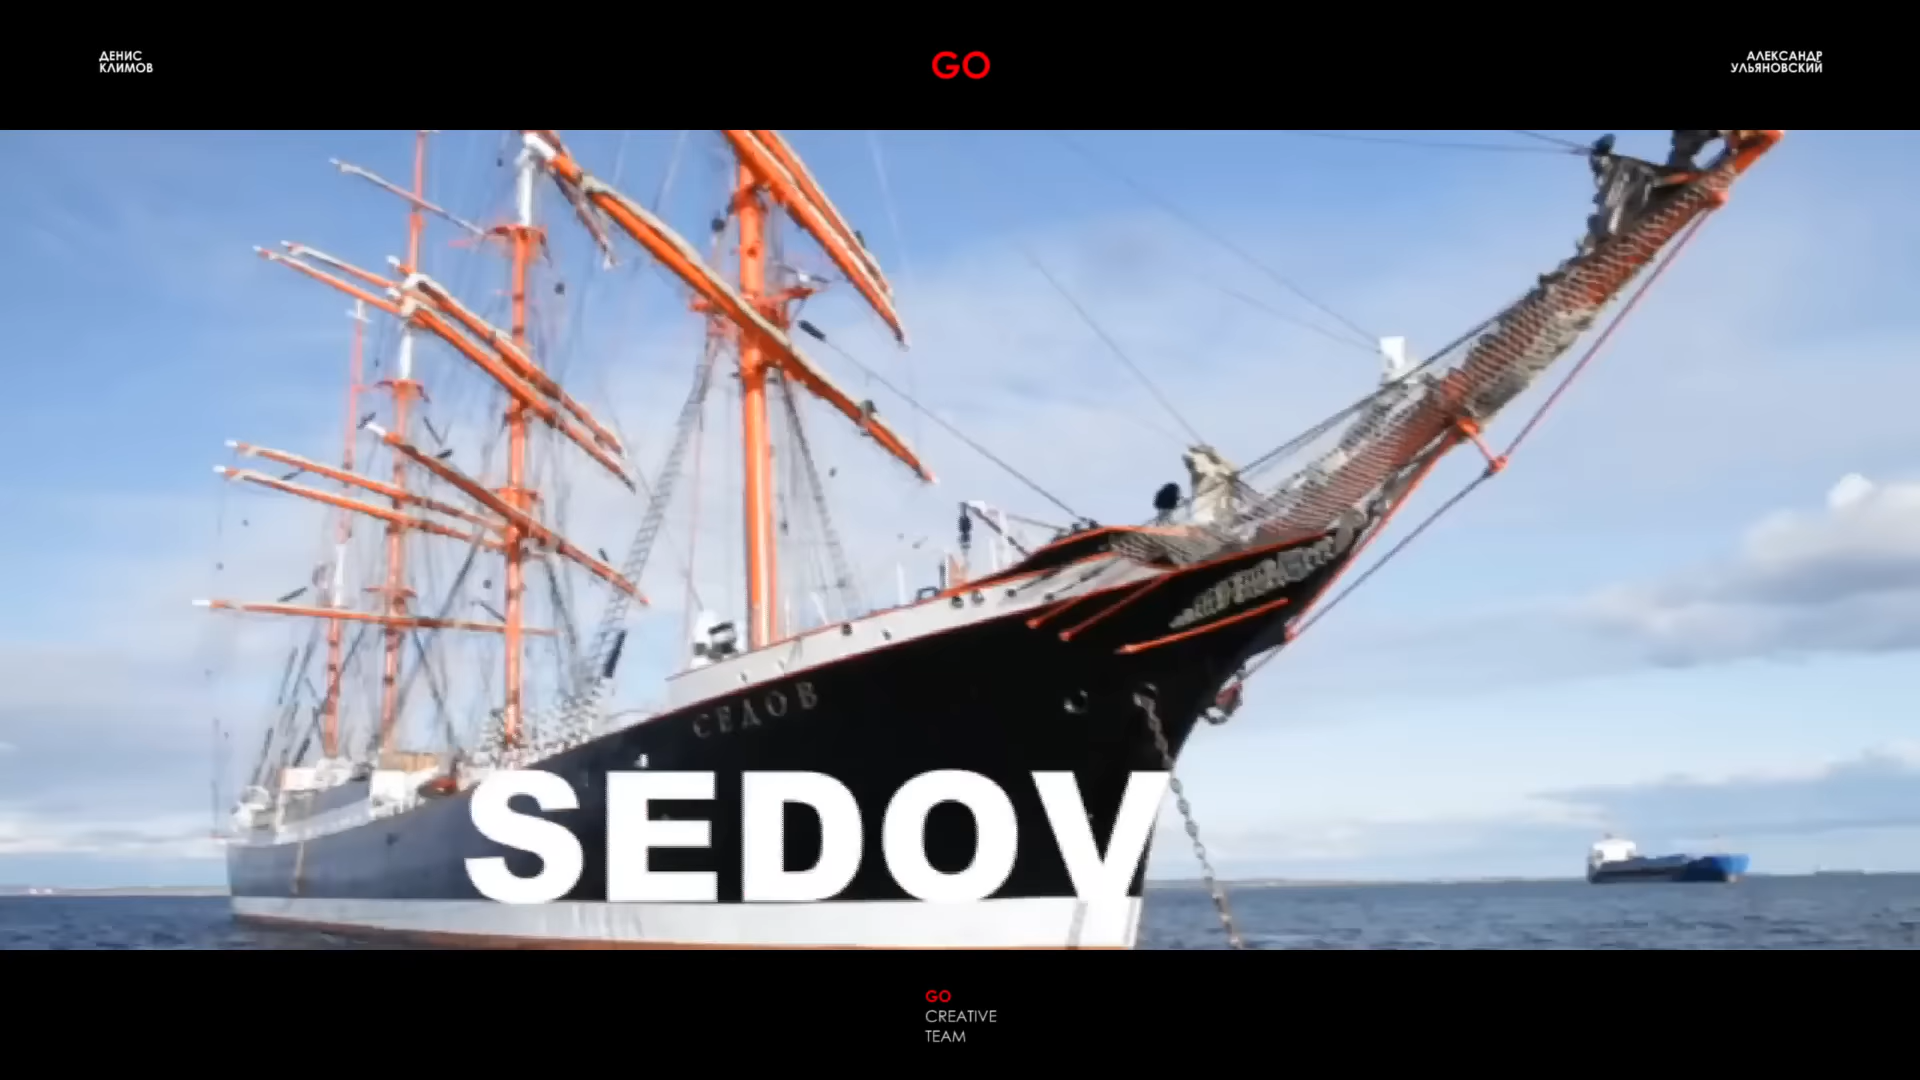 ДЕНИС
КЛИМОВ
GO
АЛЕКСАНДР
УЛЬЯНОВСКИЙ
СЕДОВ
SEDOV
GO
CREATIVE
TEAM